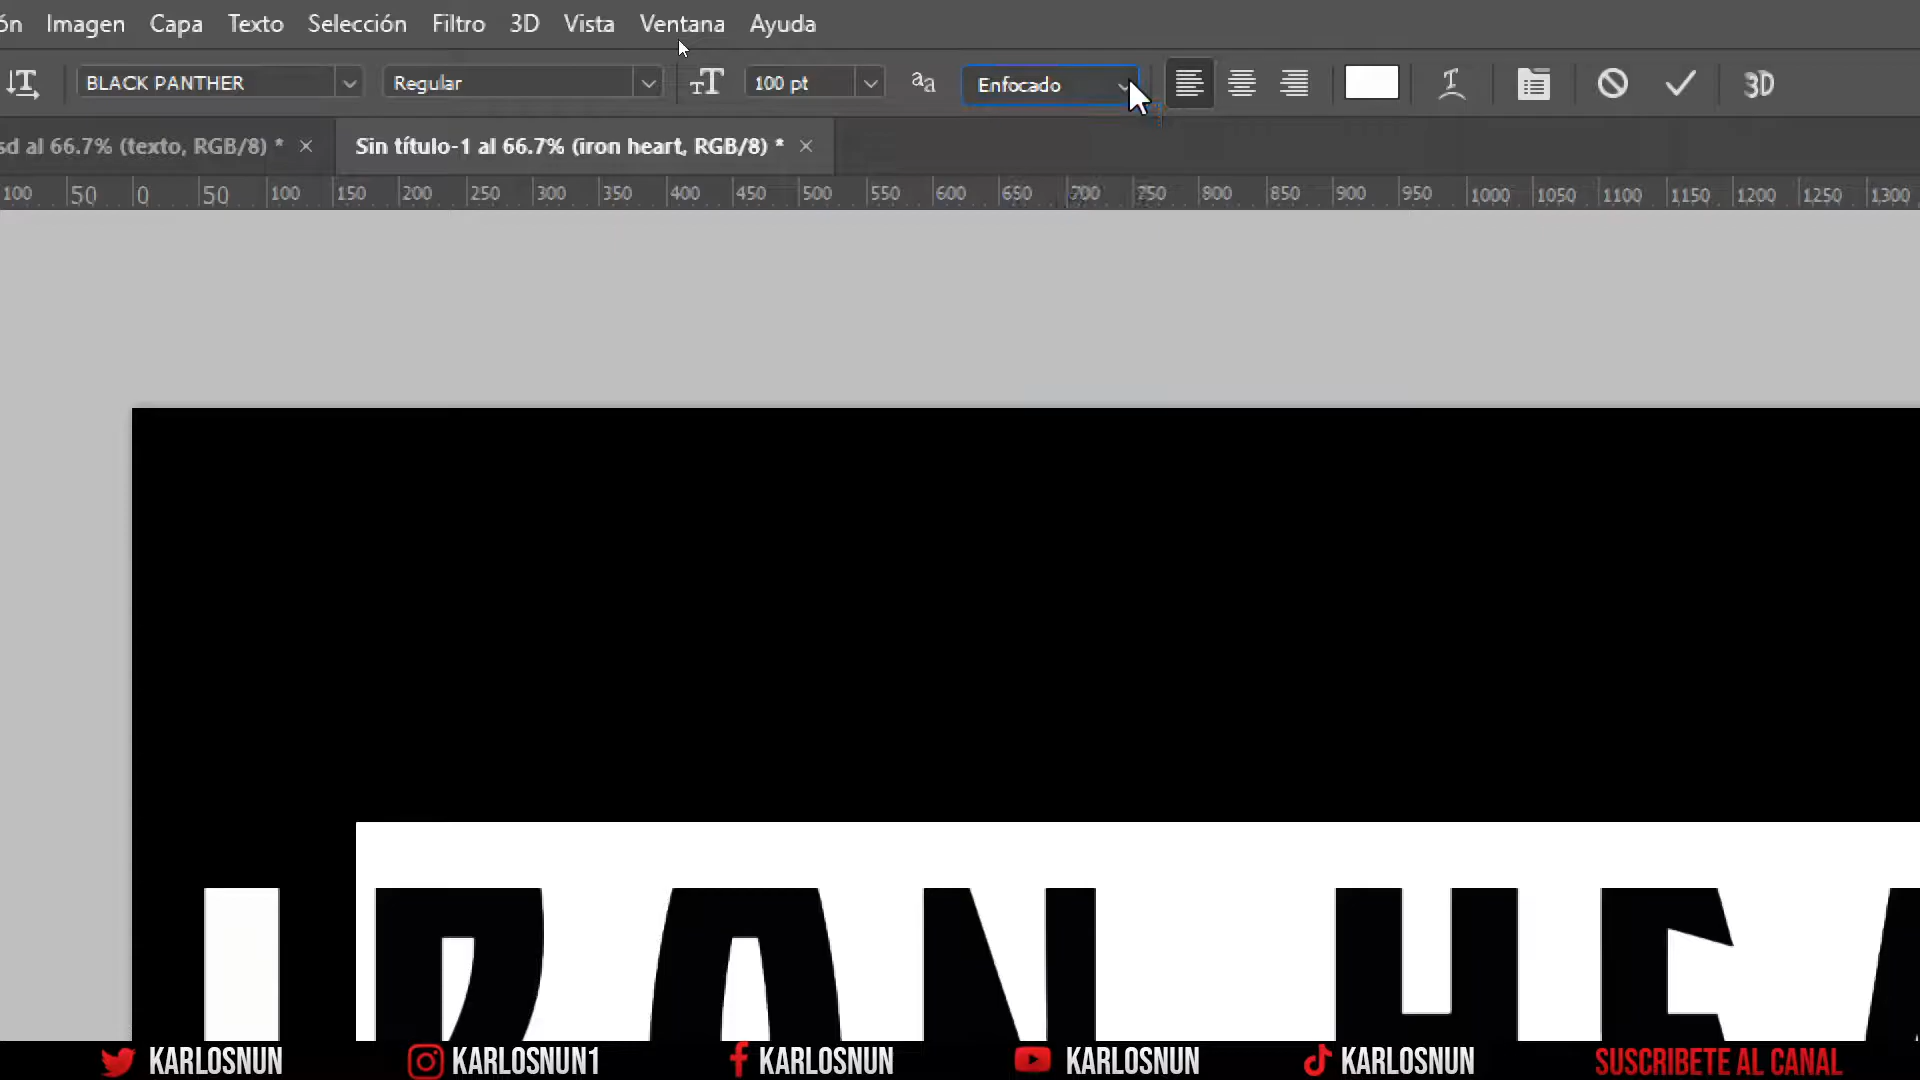 ón Imagen Capa Texto Selección Filtro 3D Vista Ventana Ayuda
BLACK PANTHER Regular 100 pt aa Enfocado 3D
sd al 66.7% (texto, RGB/8) * × Sin título-1 al 66.7% (iron heart, RGB/8) * ×
100 50 0 50 100 150 200 250 300 350 400 450 500 550 600 650 700 750 800 850 900 950 1000 1050 1100 1150 1200 1250 1300
IRON HEA
KARLOSNUN KARLOSNUN1 KARLOSNUN KARLOSNUN KARLOSNUN SUSCRIBETE AL CANAL